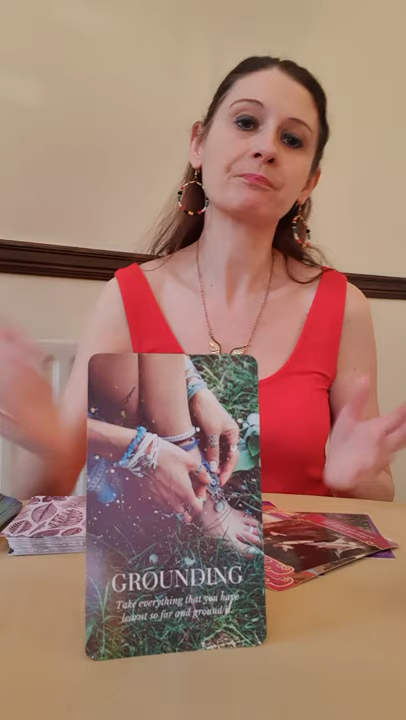 GROUNDING
Take everything that you have
learnt so far and ground it.